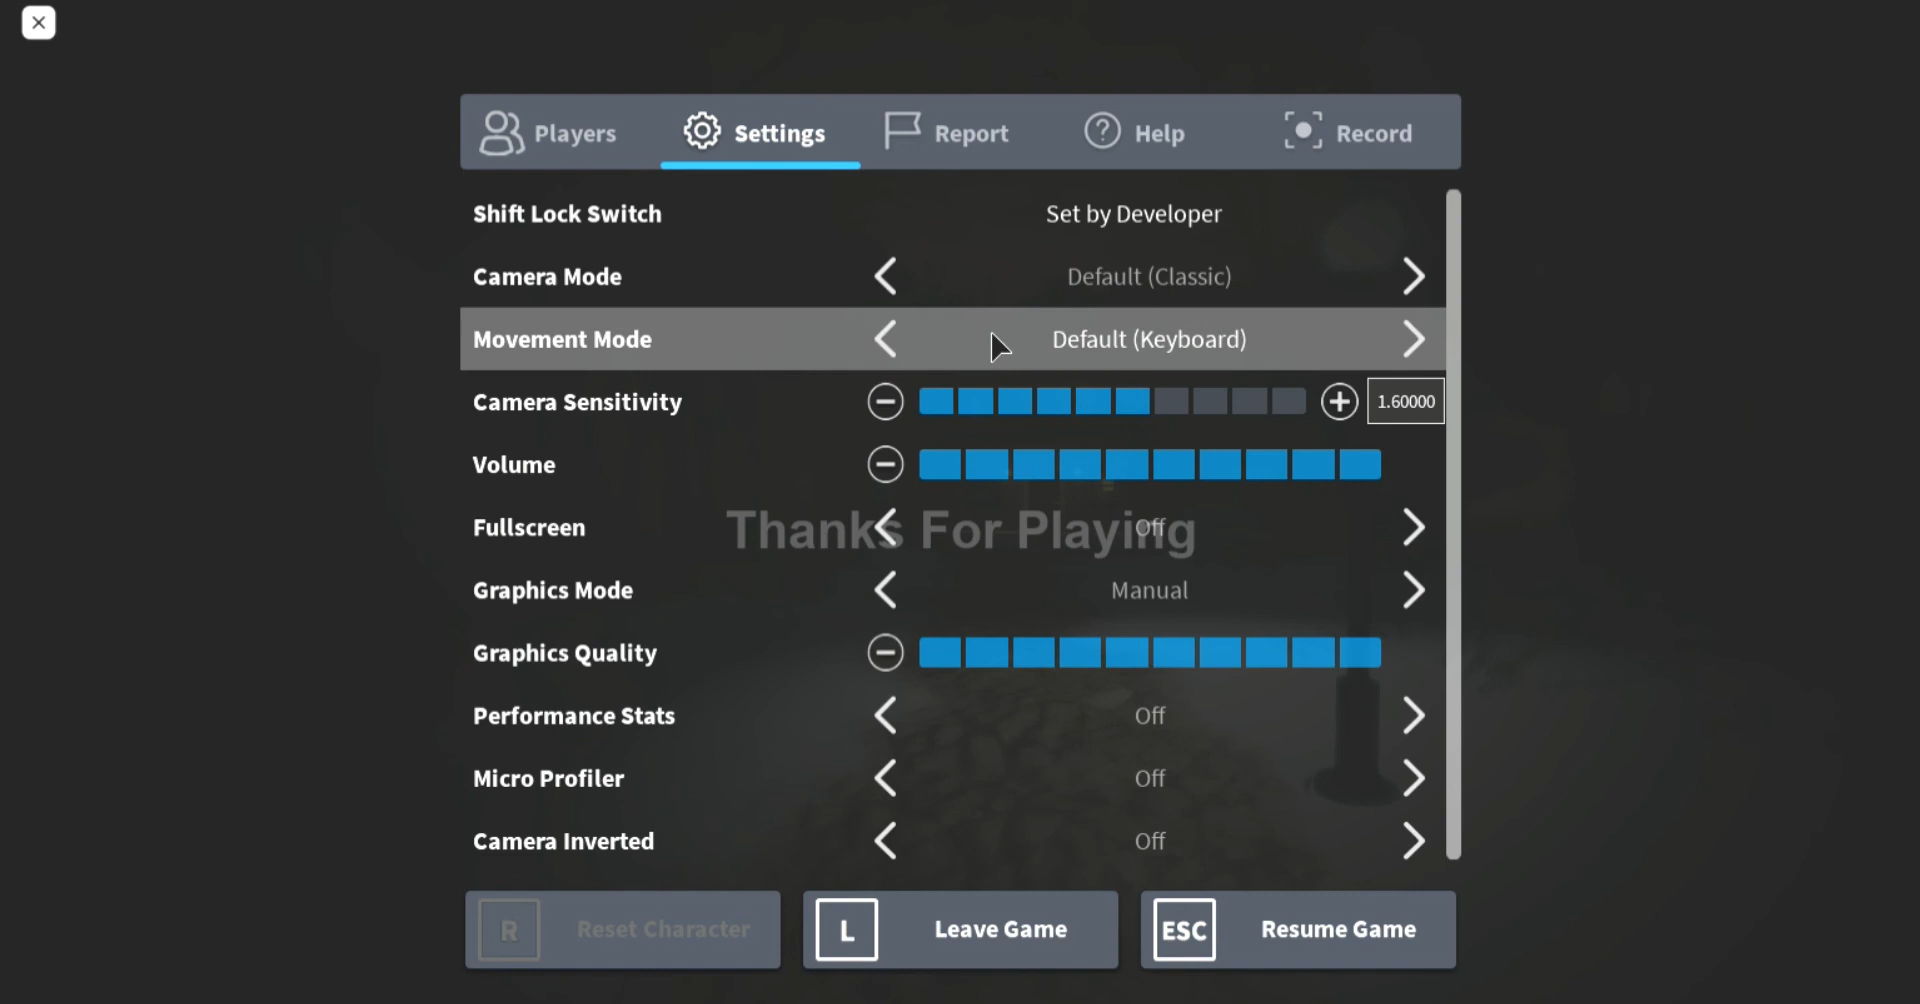 Players Settings Report Help Record
Shift Lock Switch Set by Developer
Camera Mode Default (Classic)
Movement Mode Default (Keyboard)
Camera Sensitivity 1.60000
Volume
Thanks For Playing
Fullscreen Off
Graphics Mode Manual
Graphics Quality
Performance Stats Off
Micro Profiler Off
Camera Inverted Off
R Reset Character L Leave Game ESC Resume Game